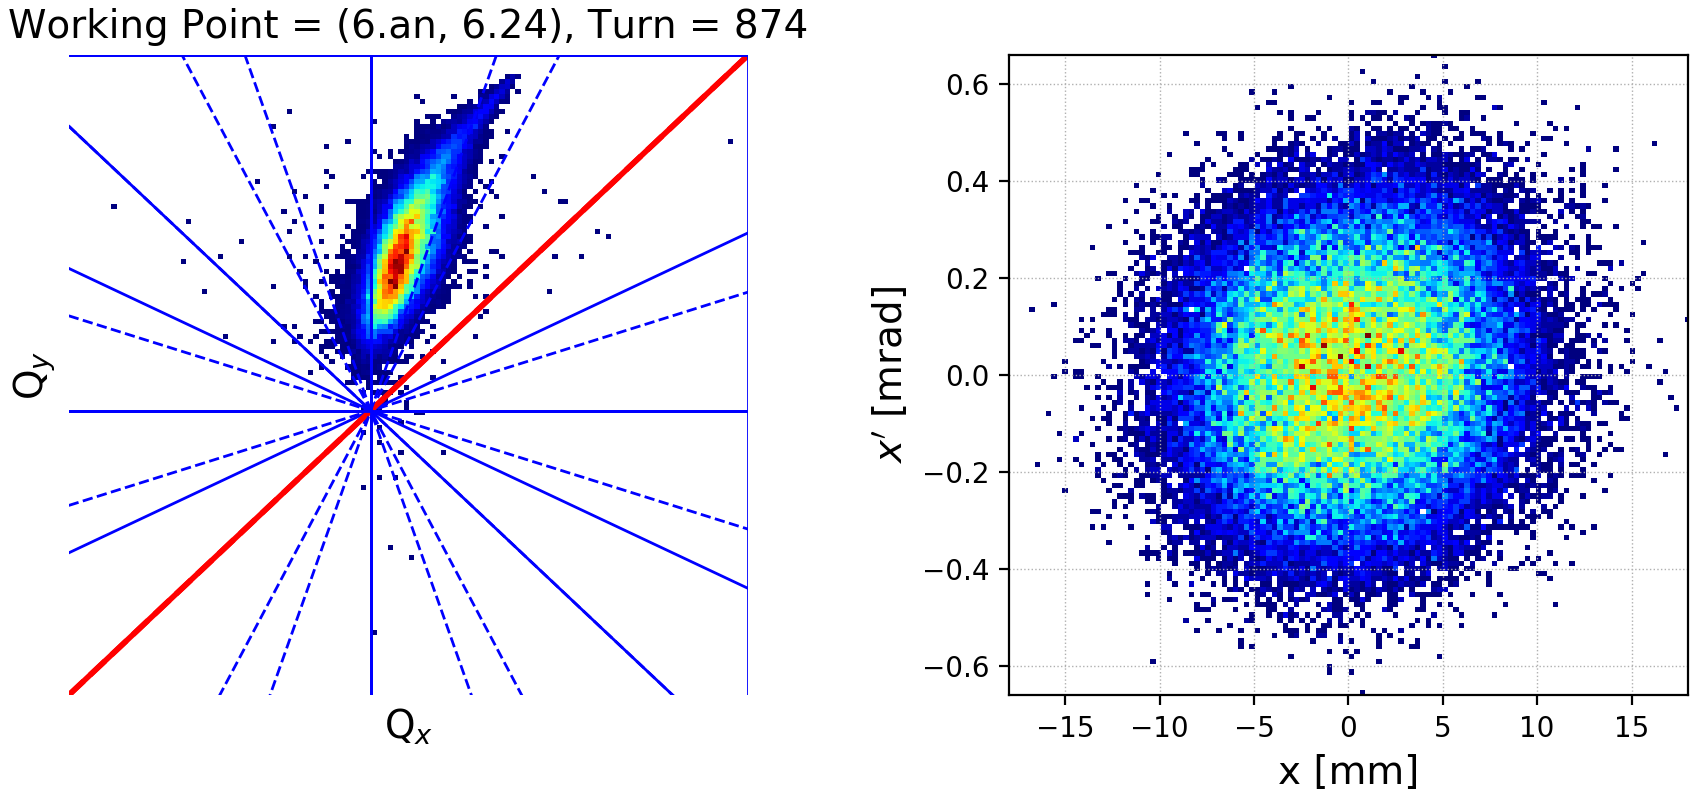 Working Point = (6.an, 6.24), Turn = 874
Qy
Qx
0.6
0.4
0.2
0.0
−0.2
−0.4
−0.6
x′ [mrad]
−15 −10 −5 0 5 10 15
x [mm]